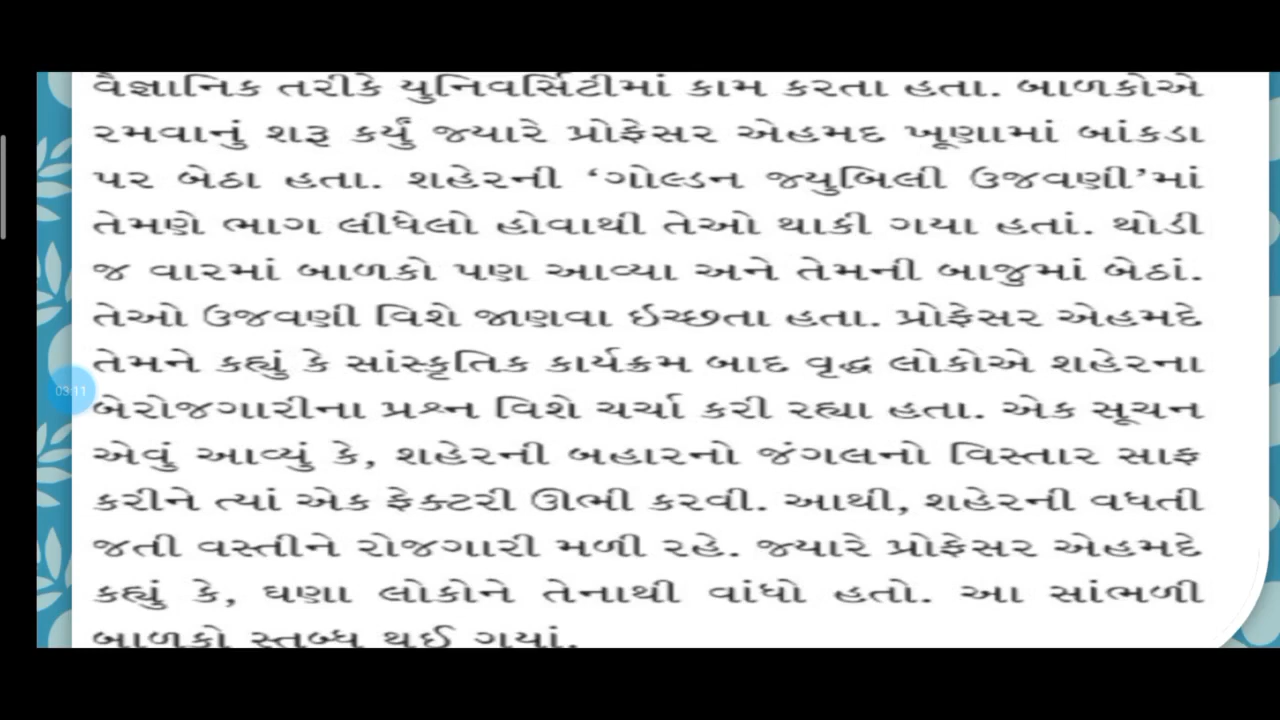 વૈજ્ઞાનિક તરીકે યુનિવર્સિટીમાં કામ કરતા હતા. બાળકોએ
રમવાનું શરૂ કર્યું જ્યારે પ્રોફેસર એહમદ ખૂણામાં બાંકડા
પર બેઠા હતા. શહેરની ‘ગોલ્ડન જ્યુબિલી ઉજવણી’માં
તેમણે ભાગ લીધેલો હોવાથી તેઓ થાકી ગયા હતાં. થોડી
જ વારમાં બાળકો પણ આવ્યા અને તેમની બાજુમાં બેઠાં.
તેઓ ઉજવણી વિશે જાણવા ઇચ્છતા હતા. પ્રોફેસર એહમદે
તેમને કહ્યું કે સાંસ્કૃતિક કાર્યક્રમ બાદ વૃદ્ધ લોકોએ શહેરના
03:11
બેરોજગારીના પ્રશ્ન વિશે ચર્ચા કરી રહ્યા હતા. એક સૂચન
એવું આવ્યું કે, શહેરની બહારનો જંગલનો વિસ્તાર સાફ
કરીને ત્યાં એક ફેક્ટરી ઊભી કરવી. આથી, શહેરની વધતી
જતી વસ્તીને રોજગારી મળી રહે. જ્યારે પ્રોફેસર એહમદે
કહ્યું કે, ઘણા લોકોને તેનાથી વાંધો હતો. આ સાંભળી
બાળકો સ્તબ્ધ થઈ ગયાં.